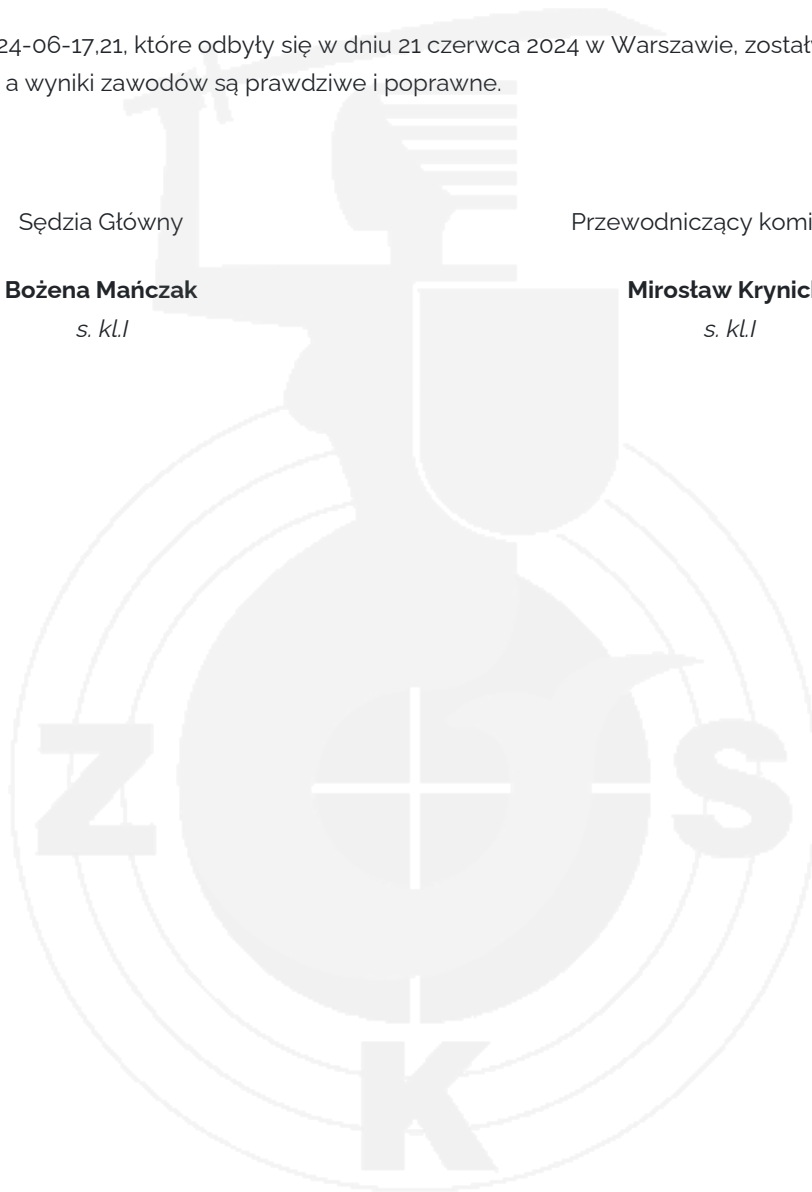 24-06-17,21, które odbyły się w dniu 21 czerwca 2024 w Warszawie, został
a wyniki zawodów są prawdziwe i poprawne.
Sędzia Główny
Przewodniczący komi
Bożena Mańczak
Mirosław Krynic
s. kl.I
s. kl.I
Z S
K